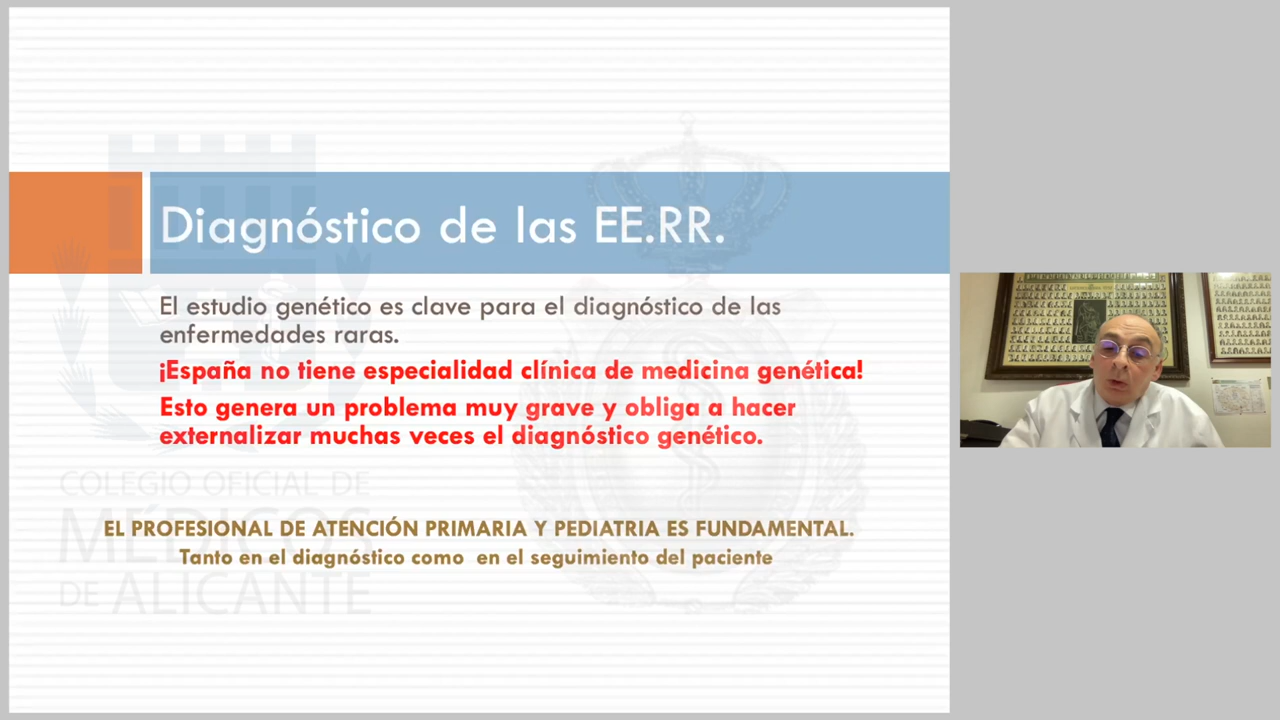 Diagnóstico de las EE.RR.
El estudio genético es clave para el diagnóstico de las
enfermedades raras.
¡España no tiene especialidad clínica de medicina genética!
Esto genera un problema muy grave y obliga a hacer
externalizar muchas veces el diagnóstico genético.
COLEGIO OFICIAL DE
MÉDICOS
DE ALICANTE
EL PROFESIONAL DE ATENCIÓN PRIMARIA Y PEDIATRIA ES FUNDAMENTAL.
Tanto en el diagnóstico como  en el seguimiento del paciente